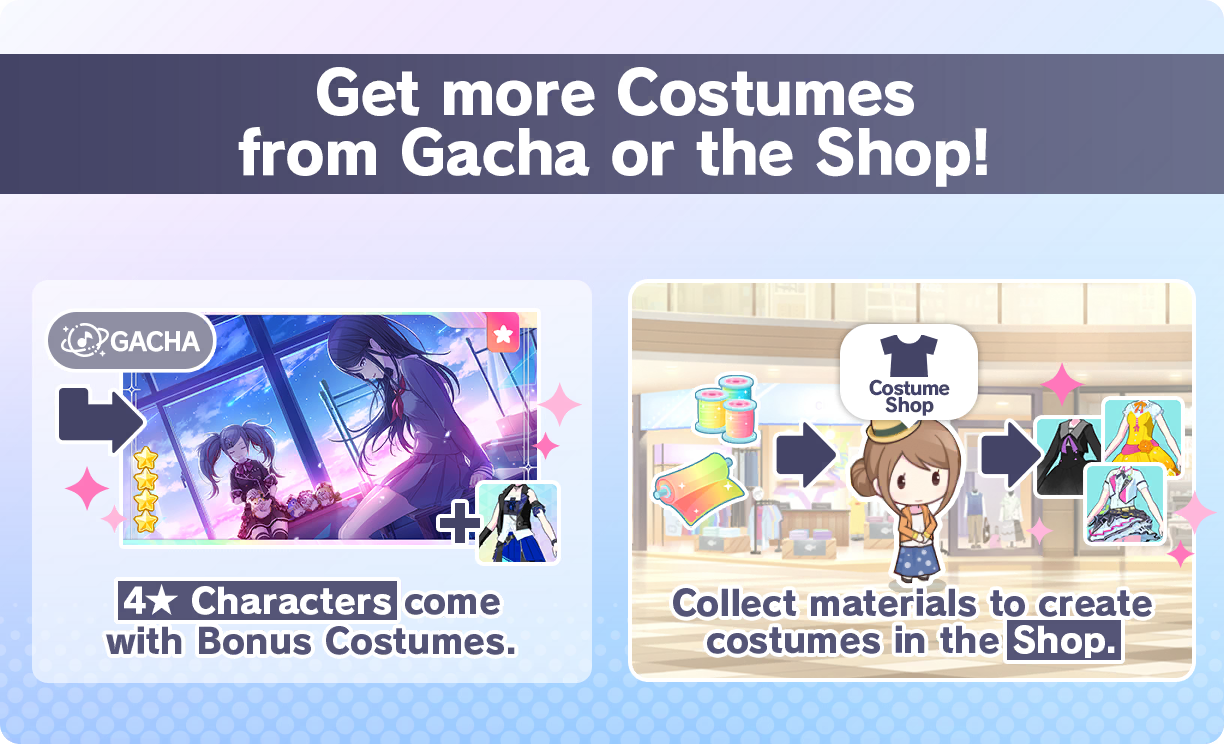 Get more Costumes
from Gacha or the Shop!
GACHA
4★ Characters come
with Bonus Costumes.
Costume
Shop
Collect materials to create
costumes in the Shop.